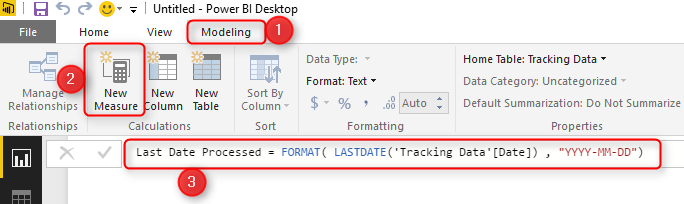 Untitled - Power BI Desktop
File Home View Modeling 1
2
Manage Relationships
New Measure
New Column
New Table
Sort By Column
Data Type:
Format: Text
$ % , .00 Auto
Home Table: Tracking Data
Data Category: Uncategorized
Default Summarization: Do Not Summarize
Relationships Calculations Sort Formatting Properties
Last Date Processed = FORMAT( LASTDATE('Tracking Data'[Date]) , "YYYY-MM-DD")
3